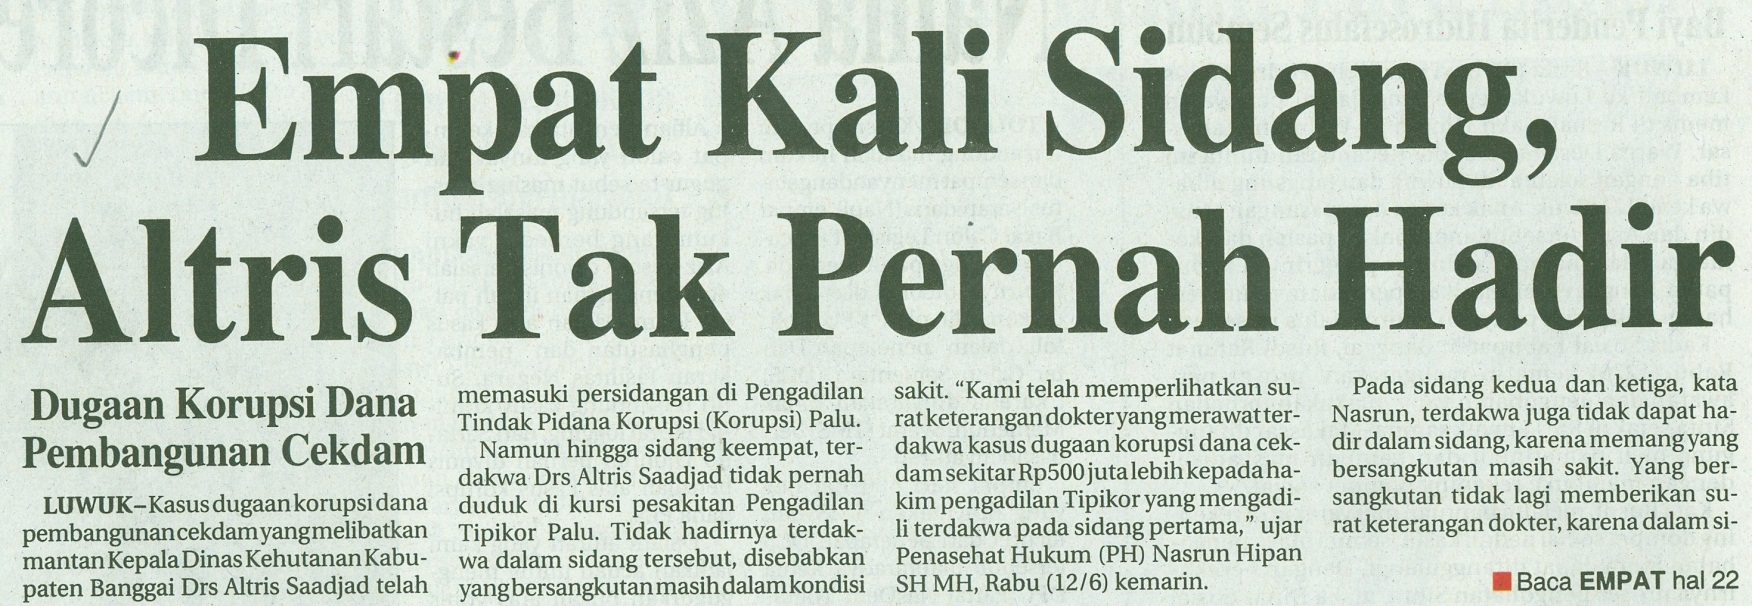 Empat Kali Sidang,
Altris Tak Pernah Hadir
Dugaan Korupsi Dana
Pembangunan Cekdam
LUWUK–Kasus dugaan korupsi dana
pembangunan cekdam yang melibatkan
mantan Kepala Dinas Kehutanan Kabu-
paten Banggai Drs Altris Saadjad telah
memasuki persidangan di Pengadilan
Tindak Pidana Korupsi (Korupsi) Palu.
Namun hingga sidang keempat, ter-
dakwa Drs Altris Saadjad tidak pernah
duduk di kursi pesakitan Pengadilan
Tipikor Palu. Tidak hadirnya terdak-
wa dalam sidang tersebut, disebabkan
yang bersangkutan masih dalam kondisi
sakit. “Kami telah memperlihatkan su-
rat keterangan dokter yang merawat ter-
dakwa kasus dugaan korupsi dana cek-
dam sekitar Rp500 juta lebih kepada ha-
kim pengadilan Tipikor yang mengadi-
li terdakwa pada sidang pertama,” ujar
Penasehat Hukum (PH) Nasrun Hipan
SH MH, Rabu (12/6) kemarin.
Pada sidang kedua dan ketiga, kata
Nasrun, terdakwa juga tidak dapat ha-
dir dalam sidang, karena memang yang
bersangkutan masih sakit. Yang ber-
sangkutan tidak lagi memberikan su-
rat keterangan dokter, karena dalam si-
Baca EMPAT hal 22